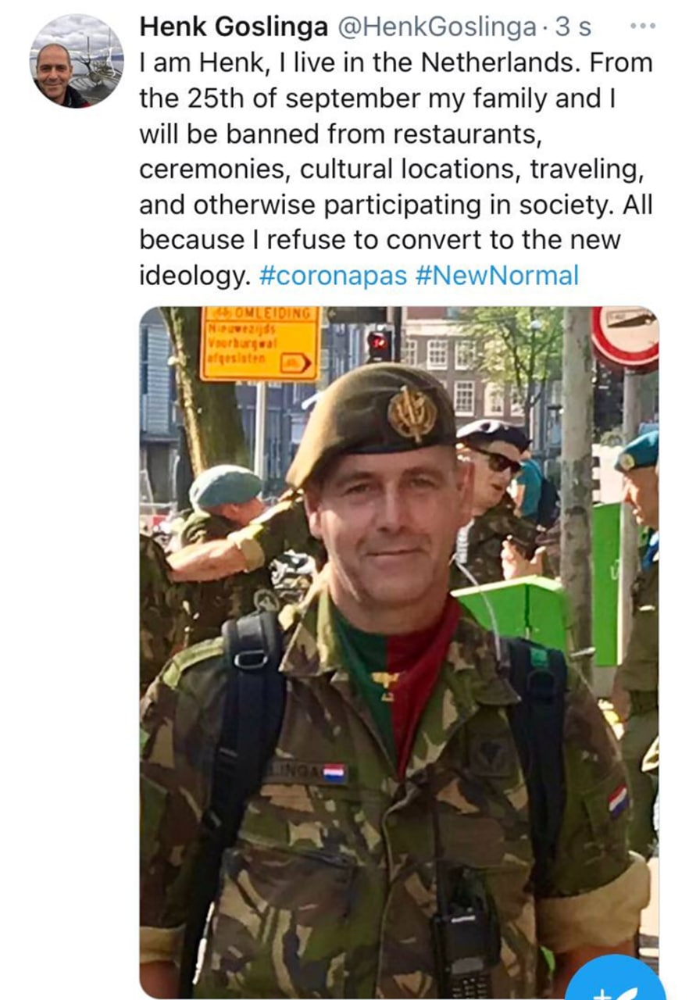 Henk Goslinga @HenkGoslinga · 3 s
I am Henk, I live in the Netherlands. From
the 25th of september my family and I
will be banned from restaurants,
ceremonies, cultural locations, traveling,
and otherwise participating in society. All
because I refuse to convert to the new
ideology. #coronapas #NewNormal
OMLEIDING
Nieuwezijds
Voorburgwal
afgesloten
INGA